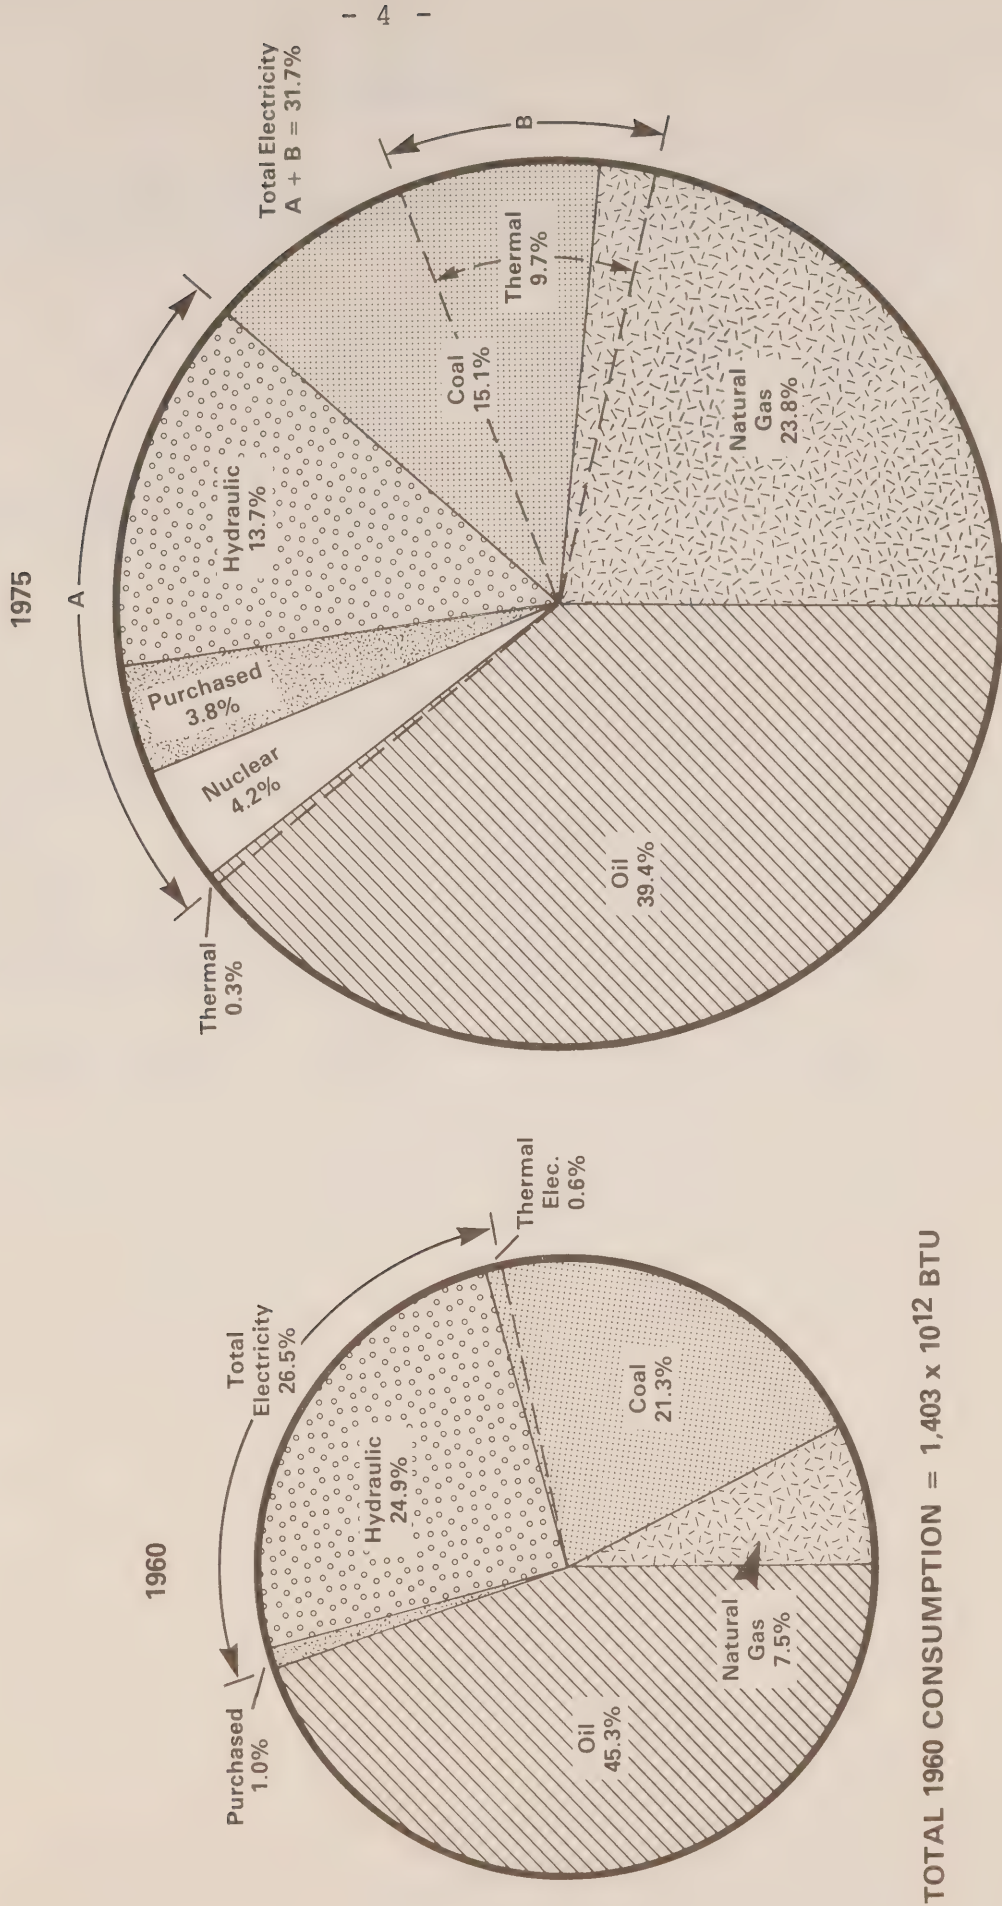 - 4 -
1960
Total
Electricity
26.5%
Purchased
1.0%
Hydraulic
24.9%
Thermal
Elec.
0.6%
Coal
21.3%
Oil
45.3%
Natural
Gas
7.5%
TOTAL 1960 CONSUMPTION = 1,403 x 10¹² BTU
1975
A
Total Electricity
A + B = 31.7%
Thermal
0.3%
Nuclear
4.2%
Purchased
3.8%
Hydraulic
13.7%
B
Coal
15.1%
Thermal
9.7%
Oil
39.4%
Natural
Gas
23.8%